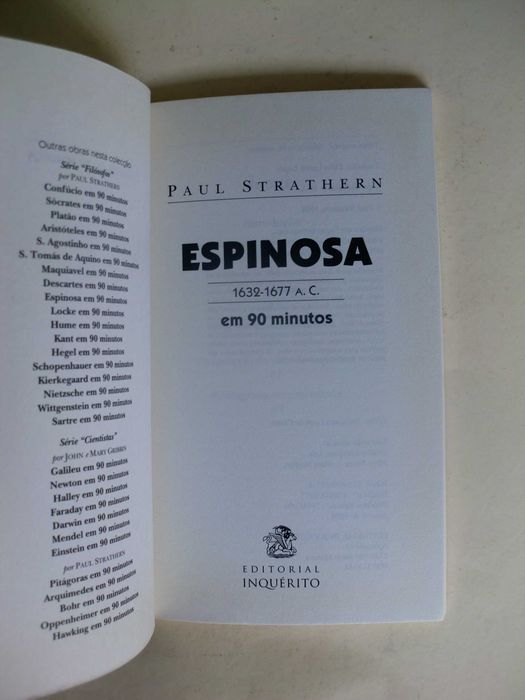 Outras obras nesta colecção
Série "Filósofos"
por PAUL STRATHERN
Confúcio em 90 minutos
Sócrates em 90 minutos
Platão em 90 minutos
Aristóteles em 90 minutos
S. Agostinho em 90 minutos
S. Tomás de Aquino em 90 minutos
Maquiavel em 90 minutos
Descartes em 90 minutos
Espinosa em 90 minutos
Locke em 90 minutos
Hume em 90 minutos
Kant em 90 minutos
Hegel em 90 minutos
Schopenhauer em 90 minutos
Kierkegaard em 90 minutos
Nietzsche em 90 minutos
Wittgenstein em 90 minutos
Sartre em 90 minutos
Série "Cientistas"
por JOHN e MARY GRIBBIN
Galileu em 90 minutos
Newton em 90 minutos
Halley em 90 minutos
Faraday em 90 minutos
Darwin em 90 minutos
Mendel em 90 minutos
Einstein em 90 minutos
por PAUL STRATHERN
Pitágoras em 90 minutos
Arquimedes em 90 minutos
Bohr em 90 minutos
Oppenheimer em 90 minutos
Hawking em 90 minutos
PAUL STRATHERN
ESPINOSA
1632-1677 A. C.
em 90 minutos
EDITORIAL
INQUÉRITO